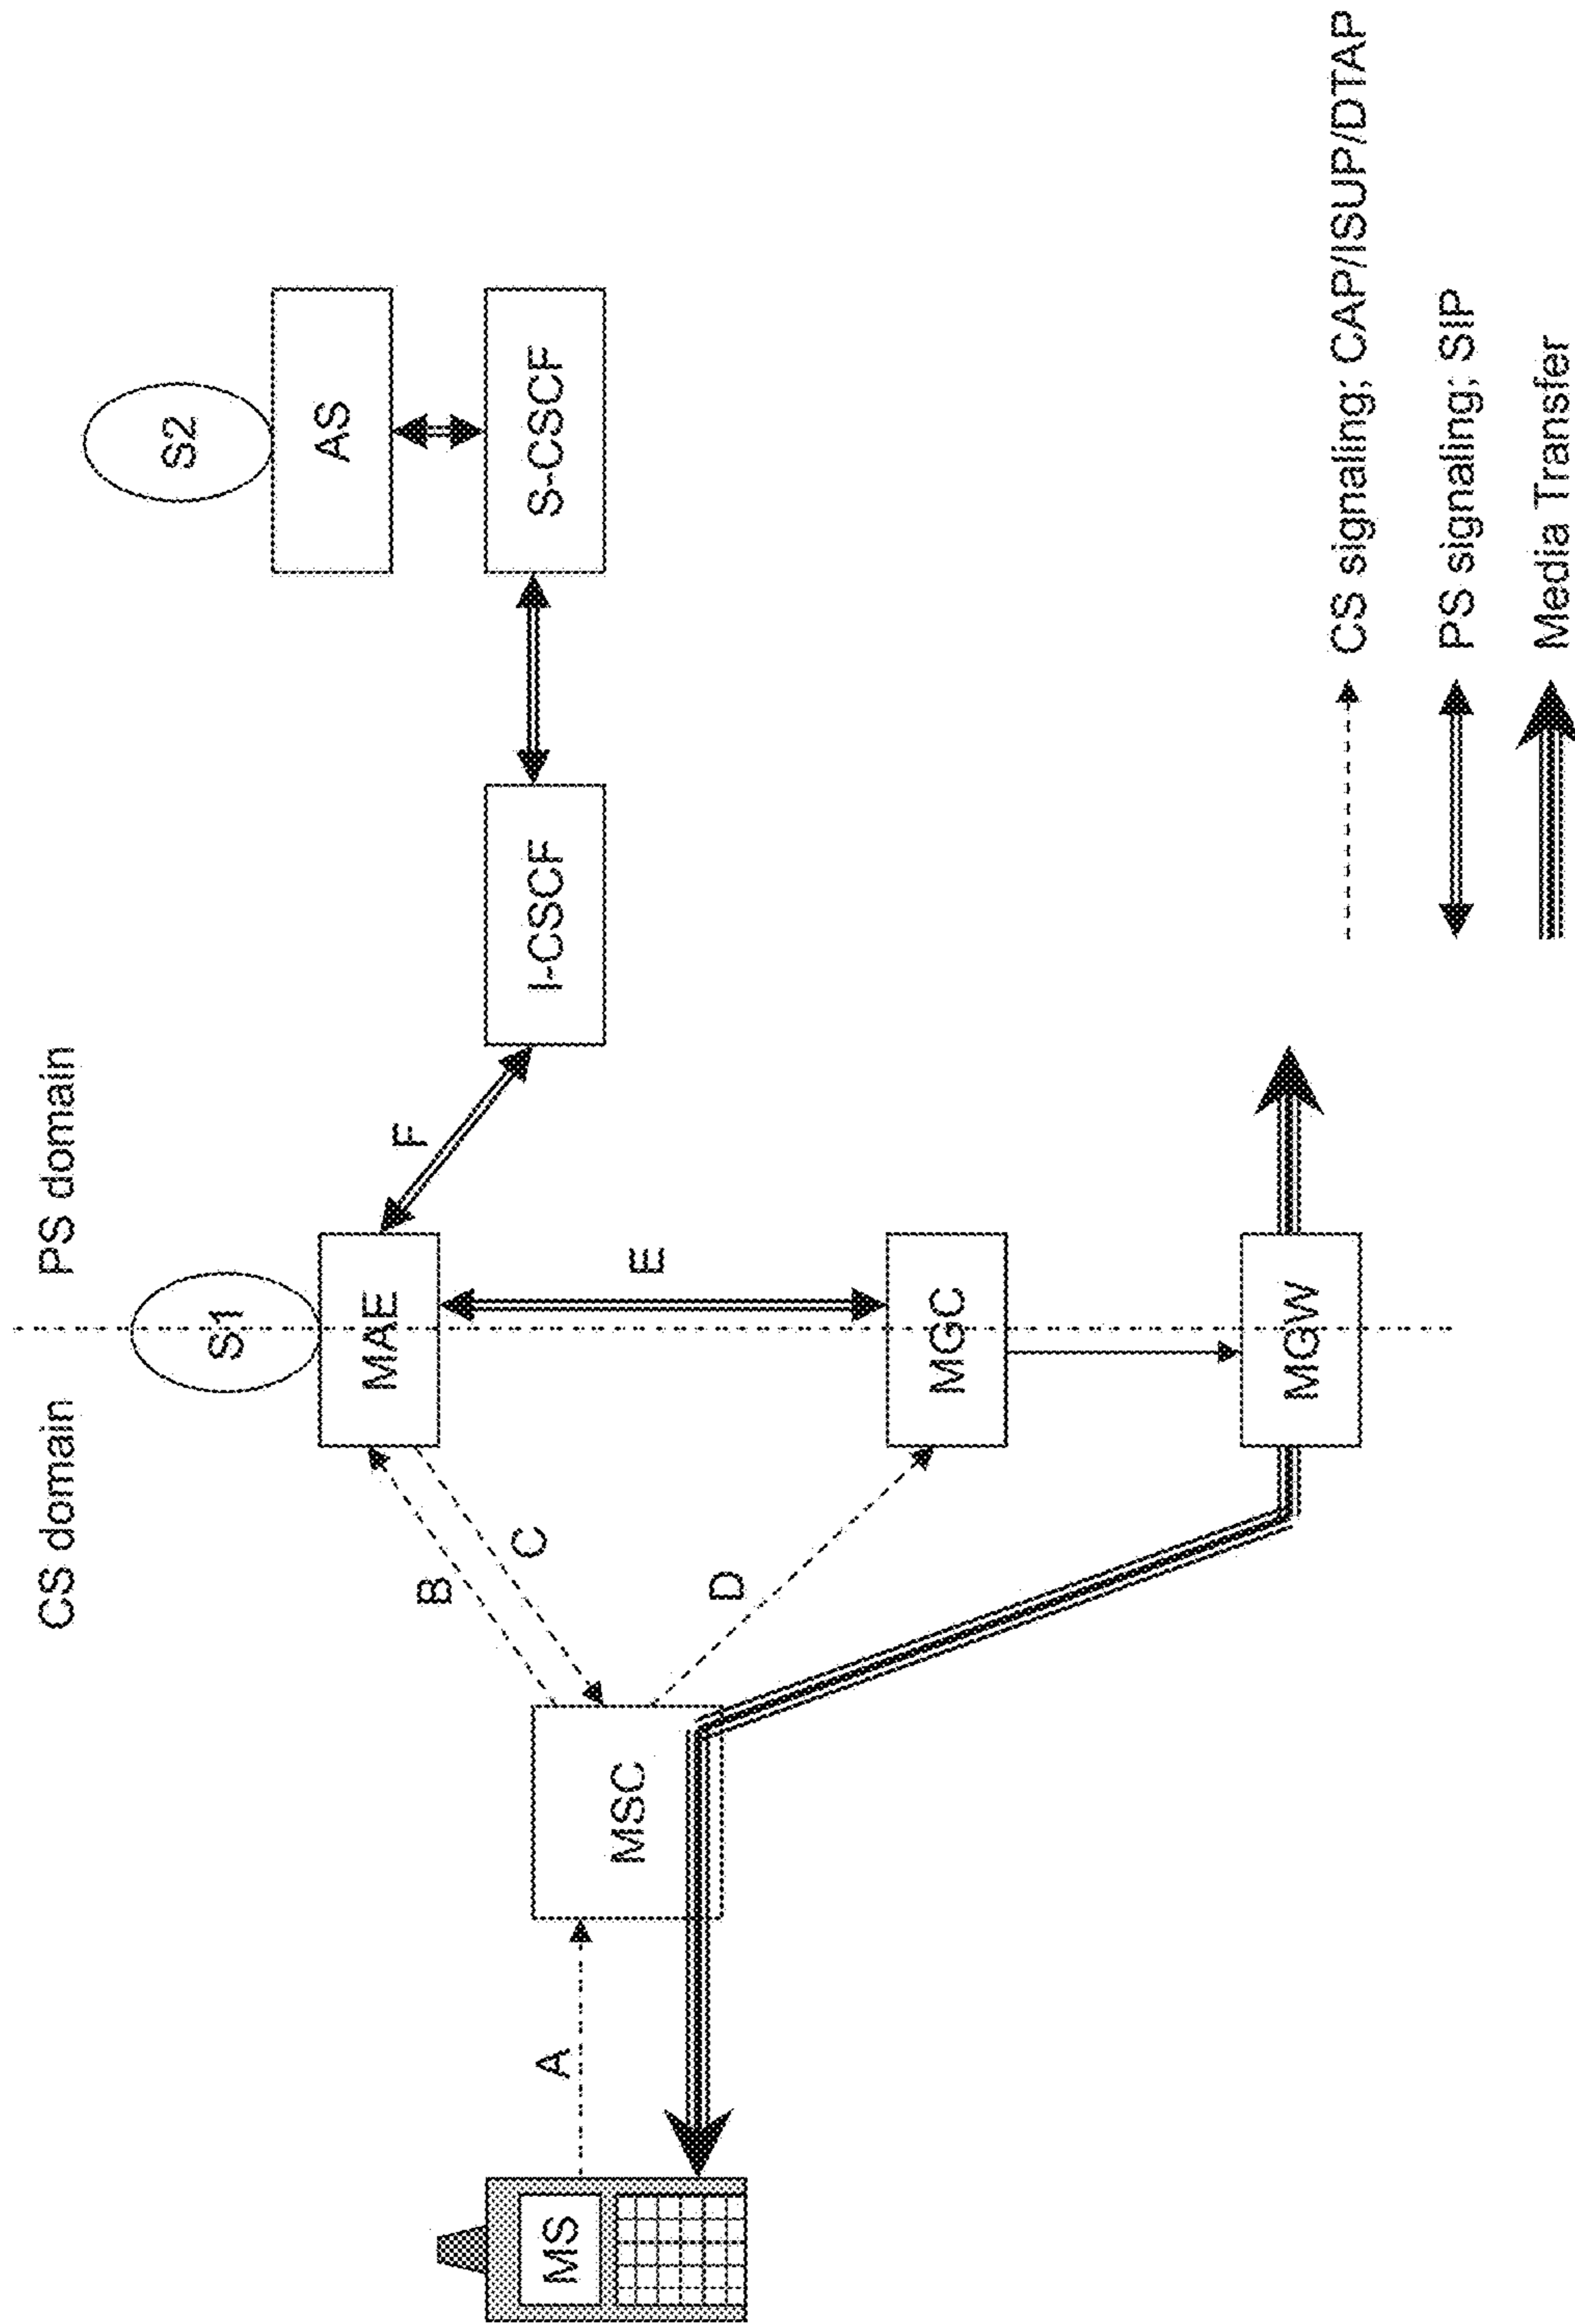 CS domain
PS domain
S1
S2
MAE
AS
F
B
C
I-CSCF
S-CSCF
A
MSC
MS
E
D
MGC
MGW
CS signaling; CAP/ISUP/DTAP
PS signaling; SIP
Media Transfer